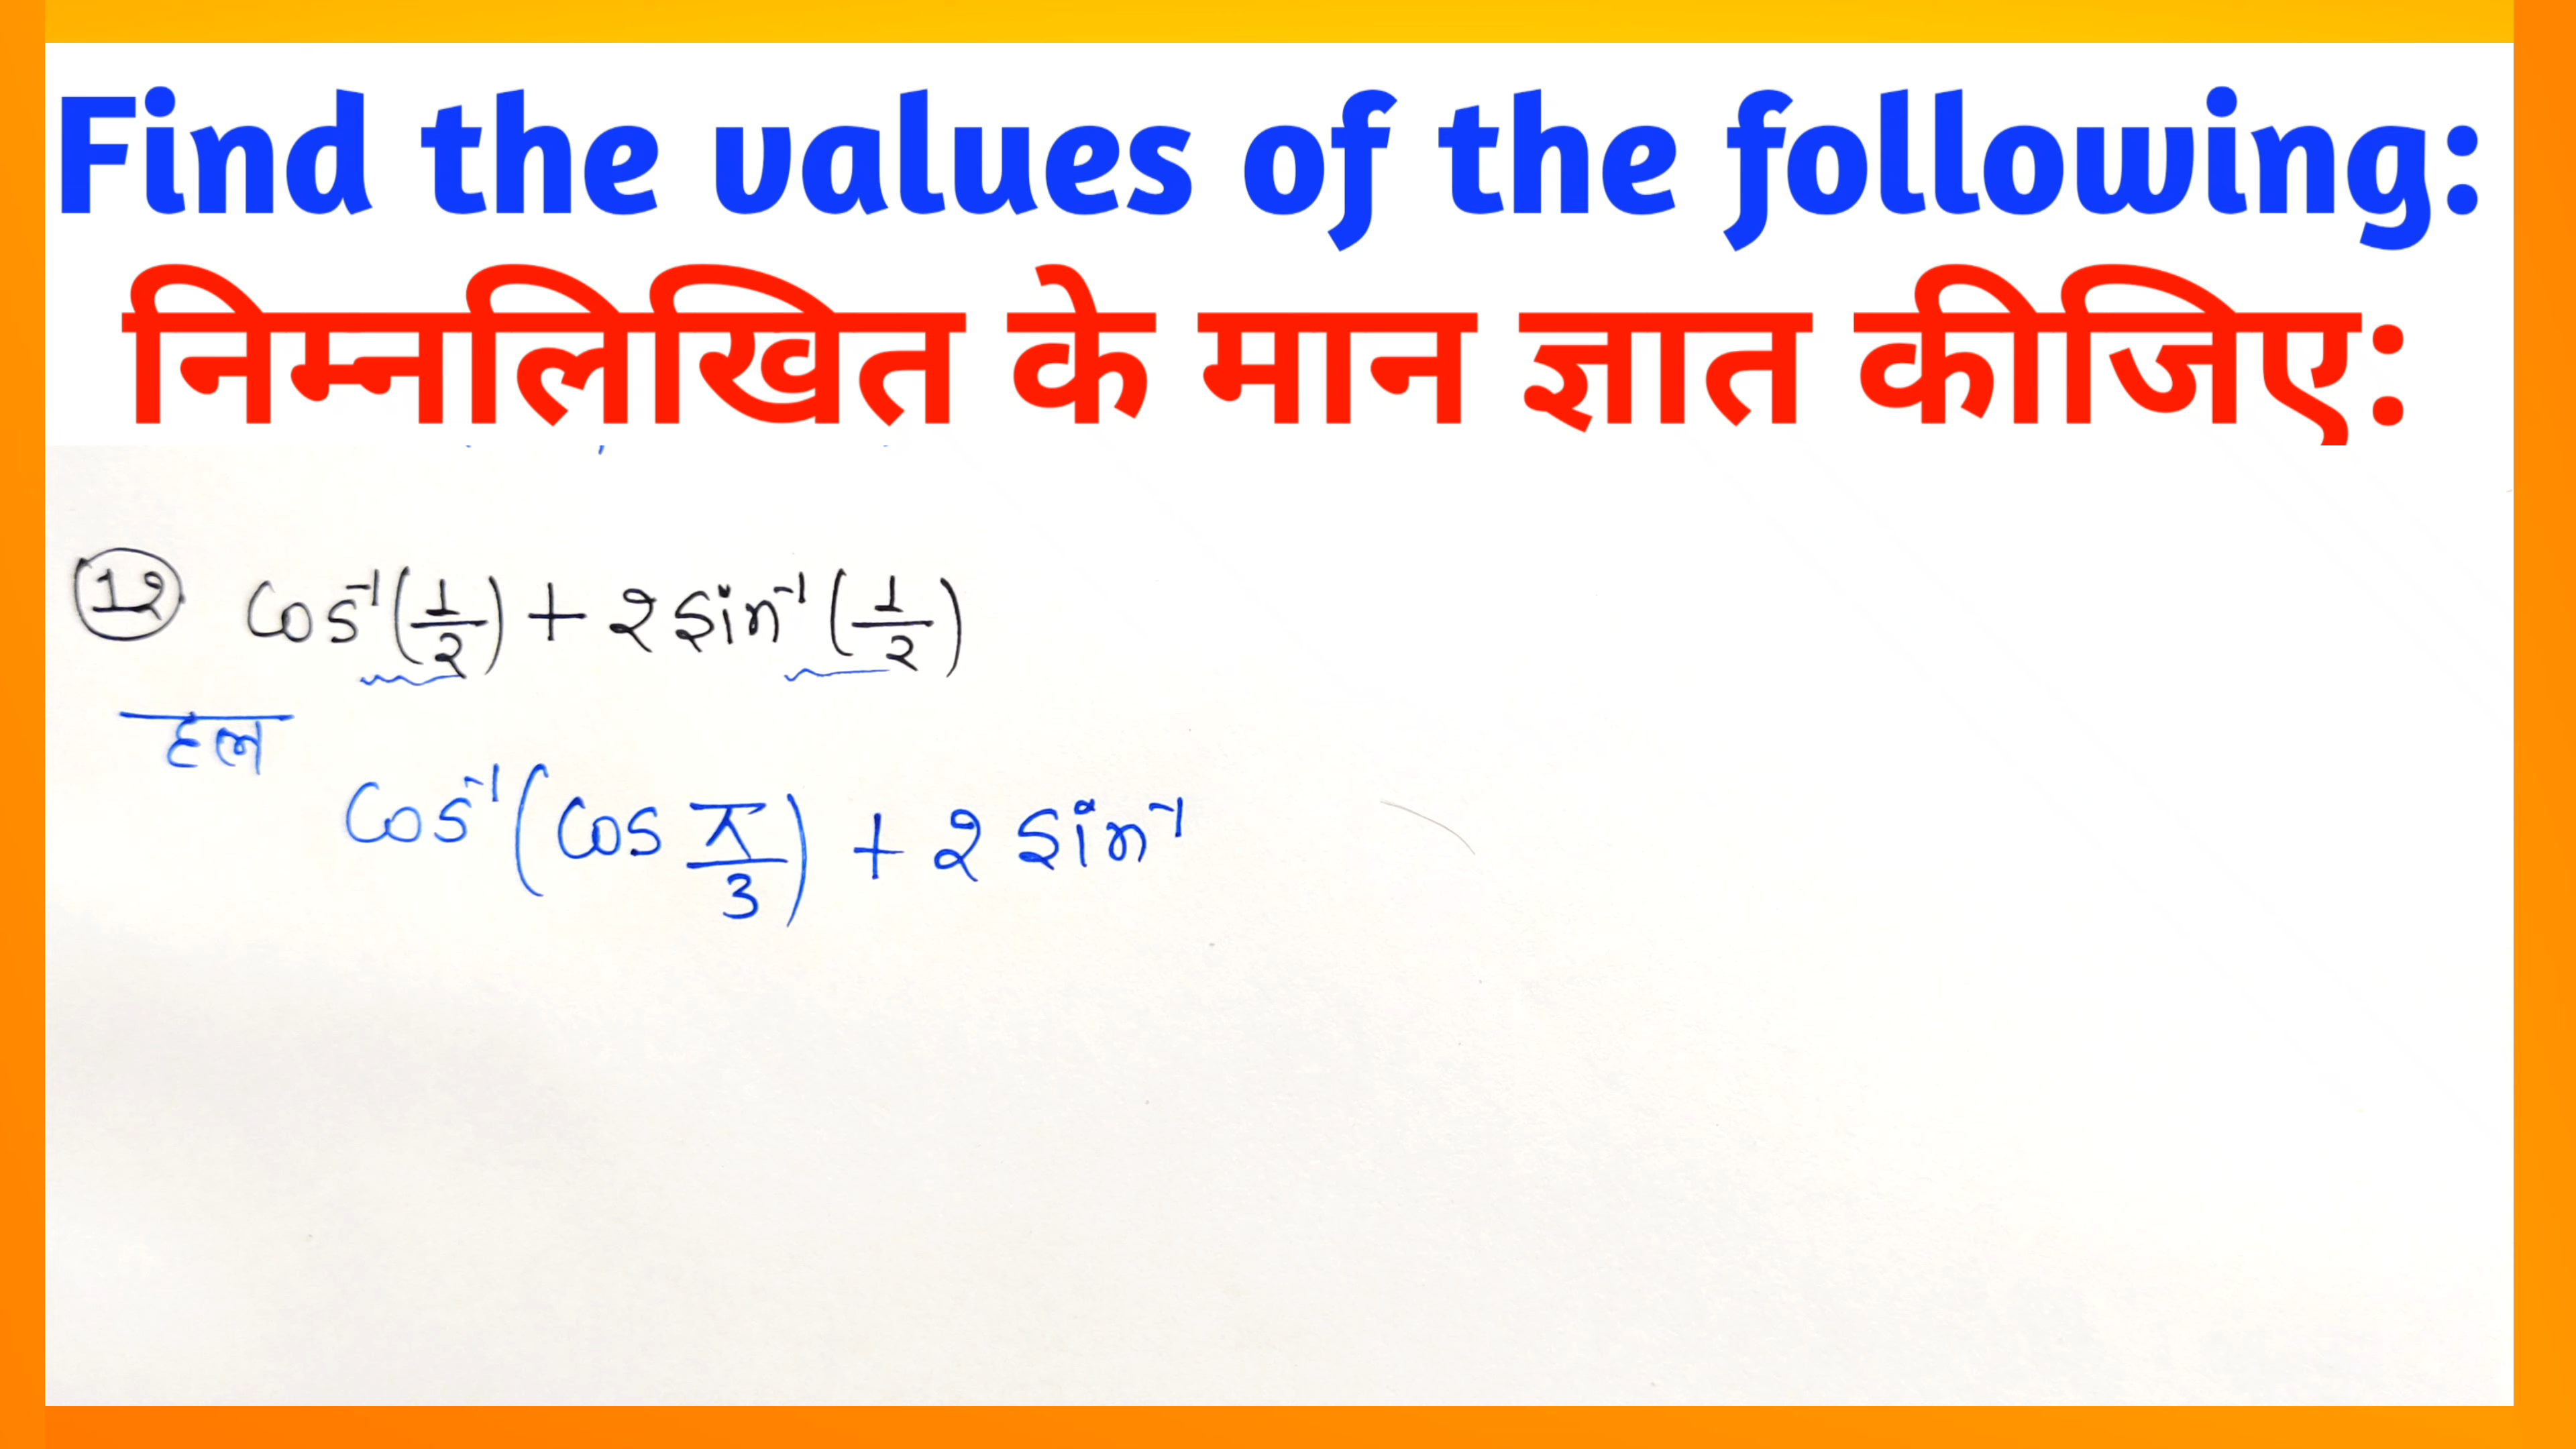 Find the values of the following:
निम्नलिखित के मान ज्ञात कीजिए:
12 cos⁻¹(1/2) + 2 sin⁻¹(1/2)
हल
cos⁻¹(cos π/3) + 2 sin⁻¹